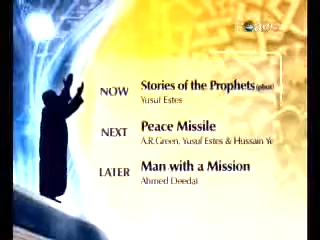 NOW
Stories of the Prophets
Yusuf Estes
NEXT
Peace Missile
A.R.Green, Yusuf Estes & Hussain Ye
LATER
Man with a Mission
Ahmed Deedat